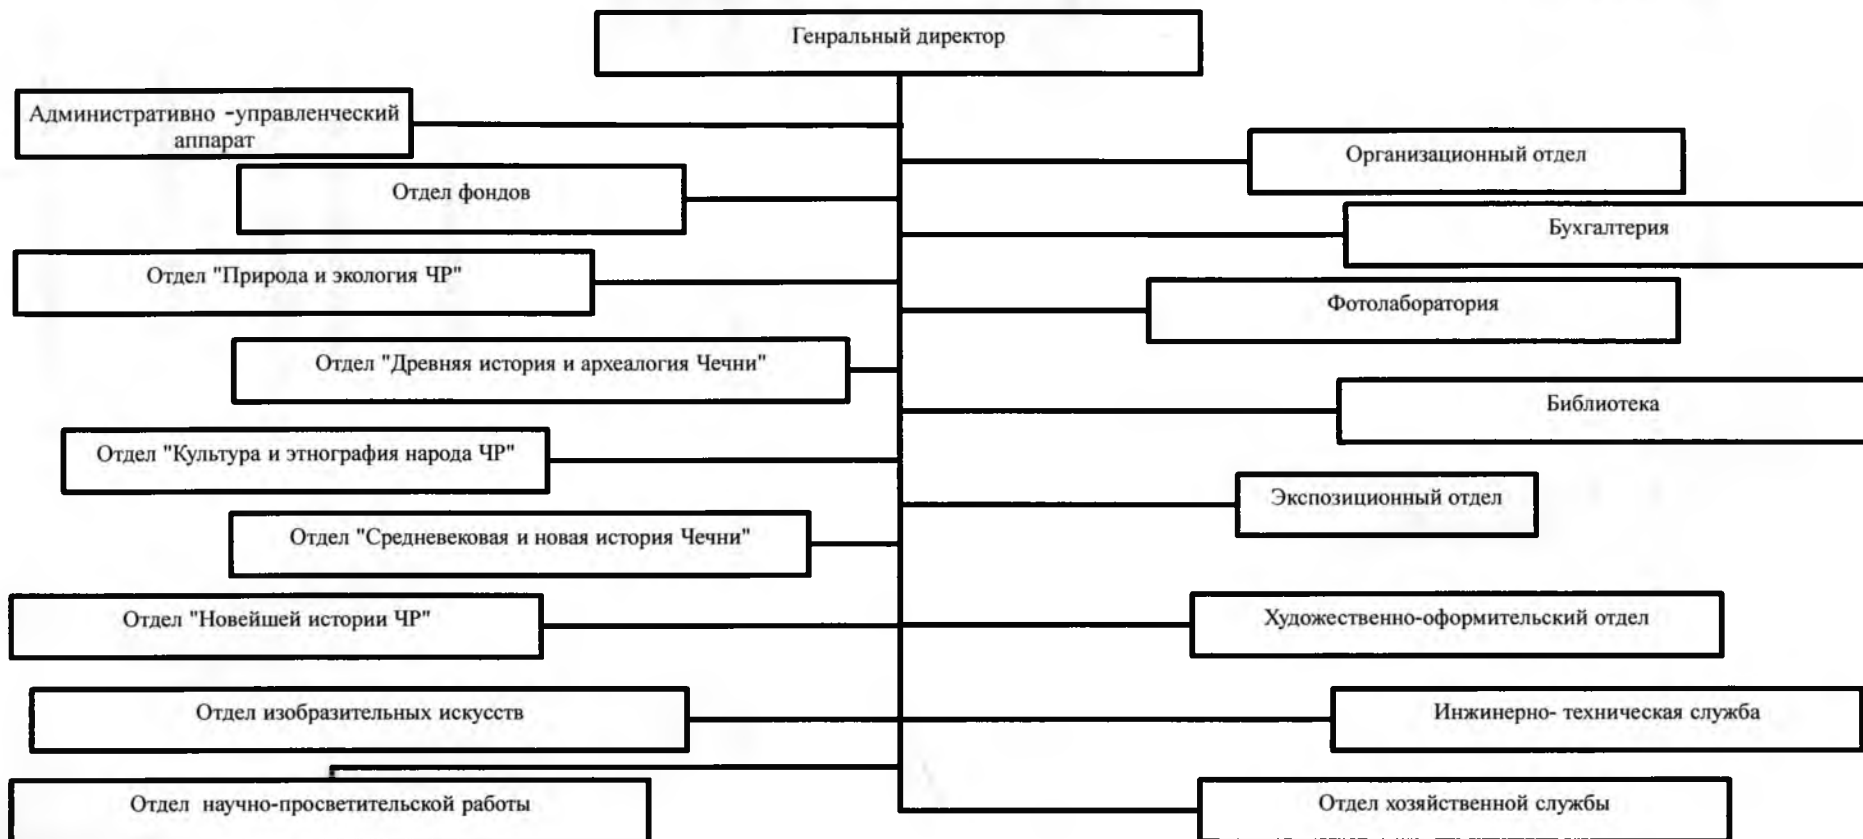 Генральный директор
Административно -управленческий
аппарат
Организационный отдел
Отдел фондов
Бухгалтерия
Отдел "Природа и экология ЧР"
Фотолаборатория
Отдел "Древняя история и археалогия Чечни"
Библиотека
Отдел "Культура и этнография народа ЧР"
Экспозиционный отдел
Отдел "Средневековая и новая история Чечни"
Отдел "Новейшей истории ЧР"
Художественно-оформительский отдел
Отдел изобразительных искусств
Инжинерно- техническая служба
Отдел научно-просветительской работы
Отдел хозяйственной службы